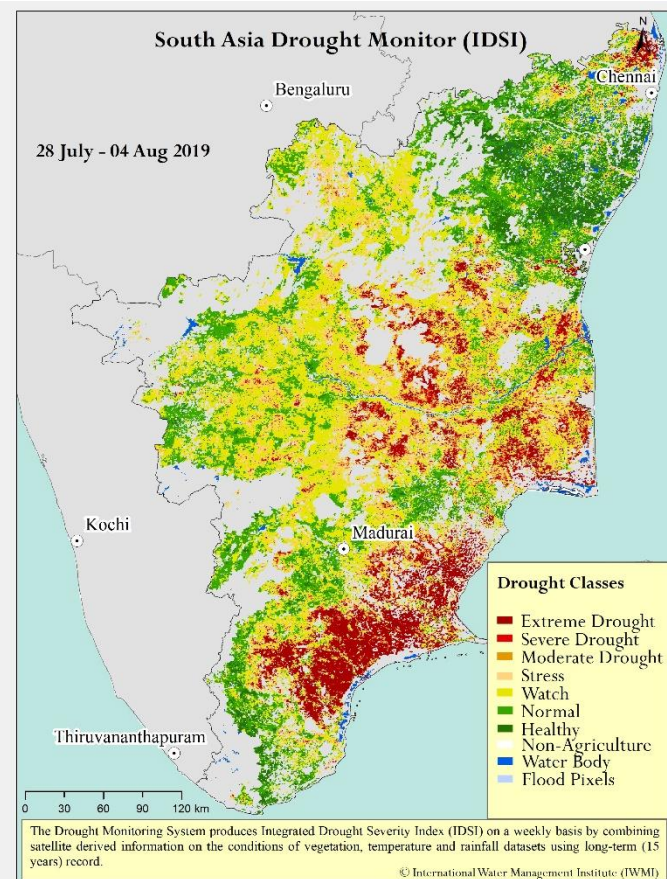 South Asia Drought Monitor (IDSI)
N
Chennai
Bengaluru
28 July - 04 Aug 2019
Kochi
Madurai
Thiruvananthapuram
0 30 60 90 120 km
Drought Classes
Extreme Drought
Severe Drought
Moderate Drought
Stress
Watch
Normal
Healthy
Non-Agriculture
Water Body
Flood Pixels
The Drought Monitoring System produces Integrated Drought Severity Index (IDSI) on a weekly basis by combining
satellite derived information on the conditions of vegetation, temperature and rainfall datasets using long-term (15
years) record.
© International Water Management Institute (IWMI)